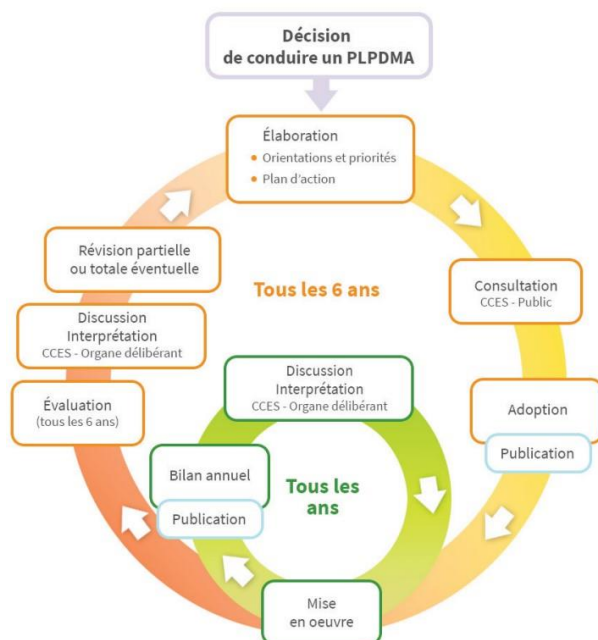 Décision
de conduire un PLPDMA
Élaboration
• Orientations et priorités
• Plan d'action
Révision partielle
ou totale éventuelle
Tous les 6 ans
Consultation
CCES - Public
Discussion
Interprétation
CCES - Organe délibérant
Évaluation
(tous les 6 ans)
Discussion
Interprétation
CCES - Organe délibérant
Adoption
Publication
Bilan annuel
Publication
Tous les
ans
Mise
en oeuvre